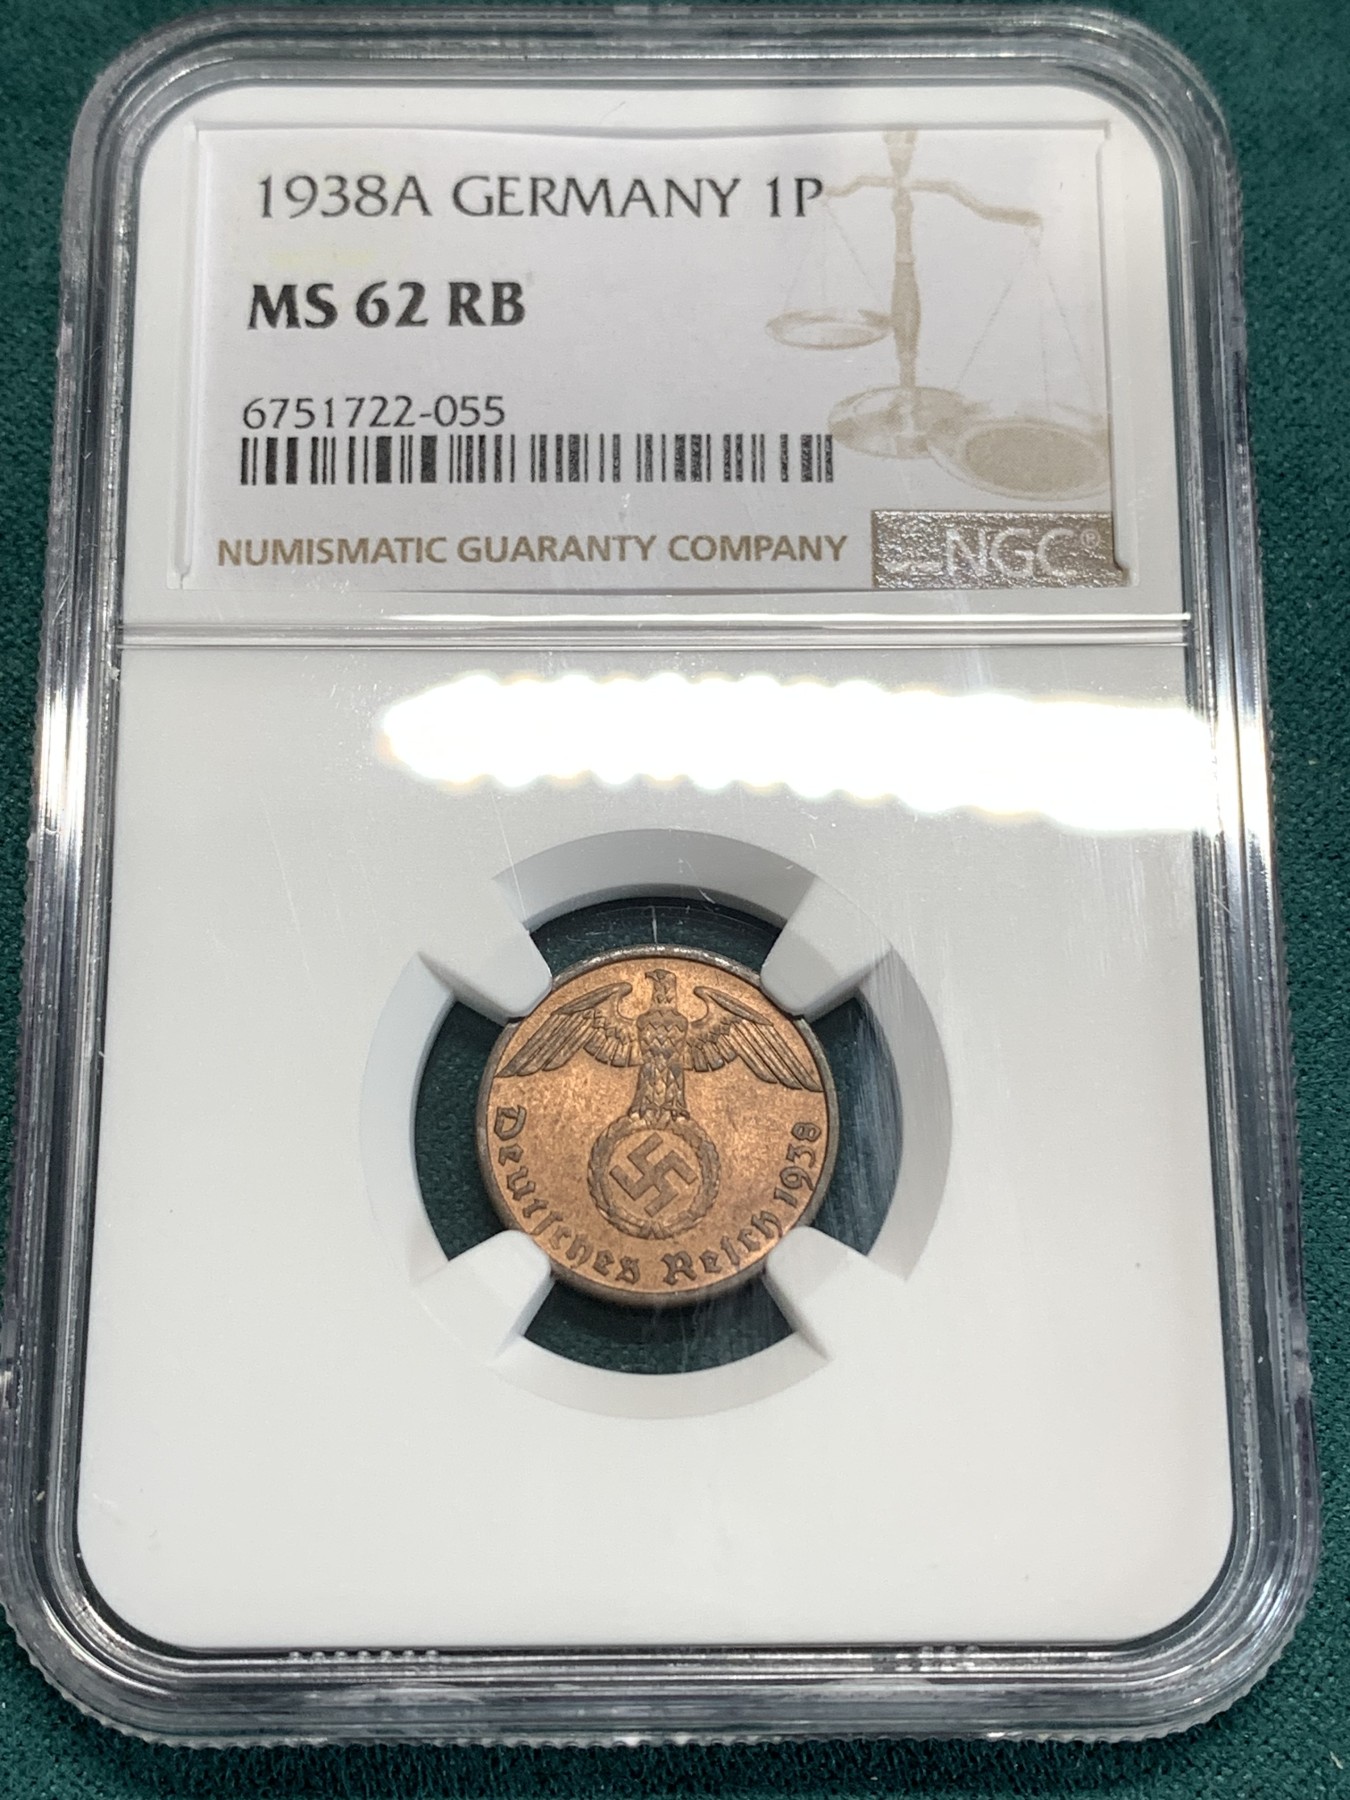 1938A GERMANY 1P
MS 62 RB
6751722-055
NUMISMATIC GUARANTY COMPANY
NGC®
Deutſches Reich 1938